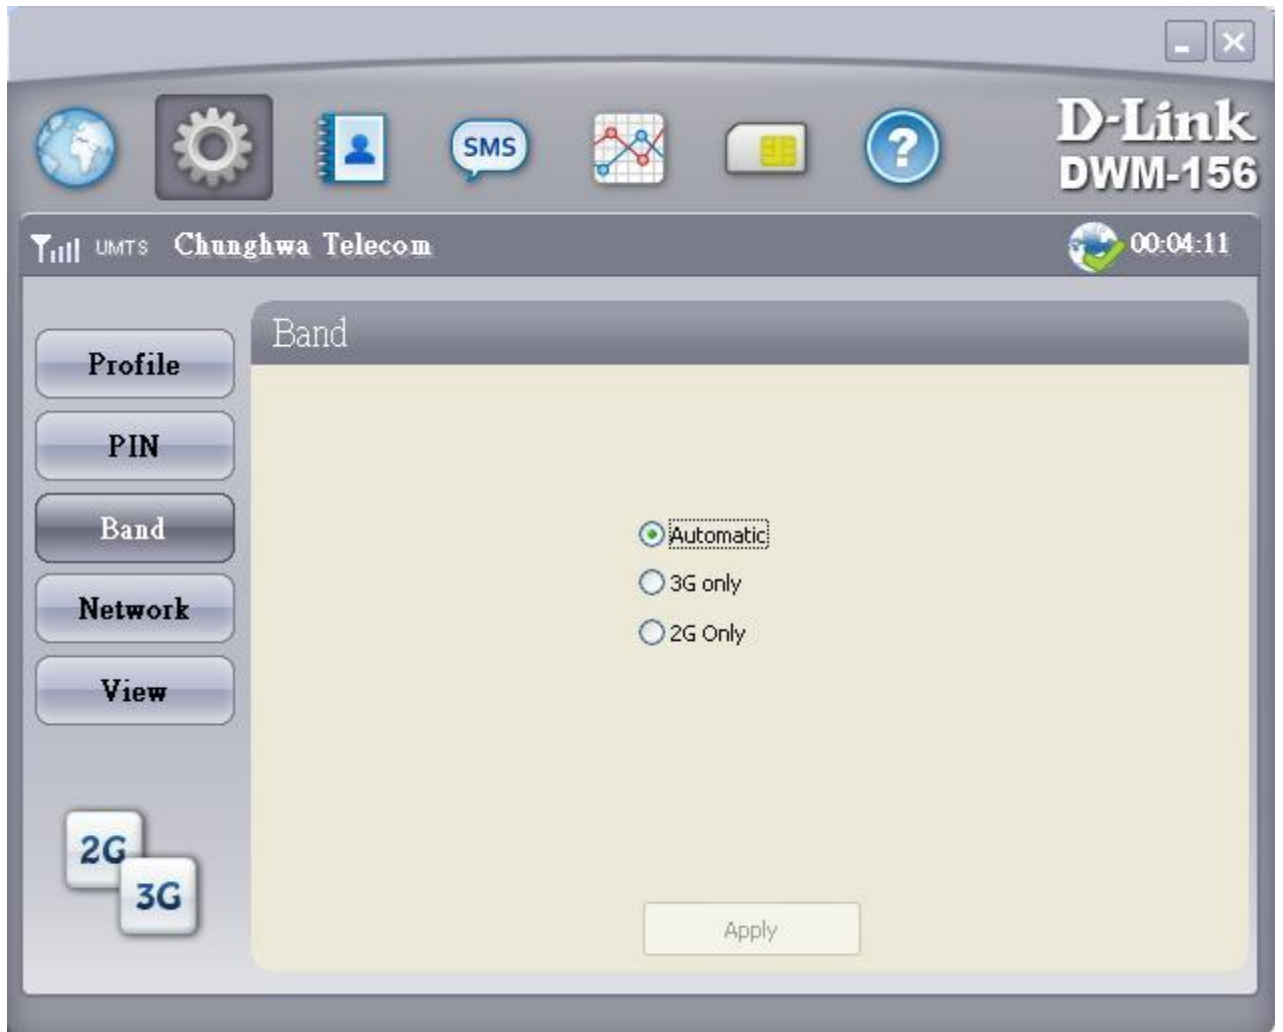 D-Link
DWM-156
SMS
?
UMTS Chunghwa Telecom 00:04:11
Band
Profile
PIN
Band
Network
View
Automatic
3G only
2G Only
2G
3G
Apply